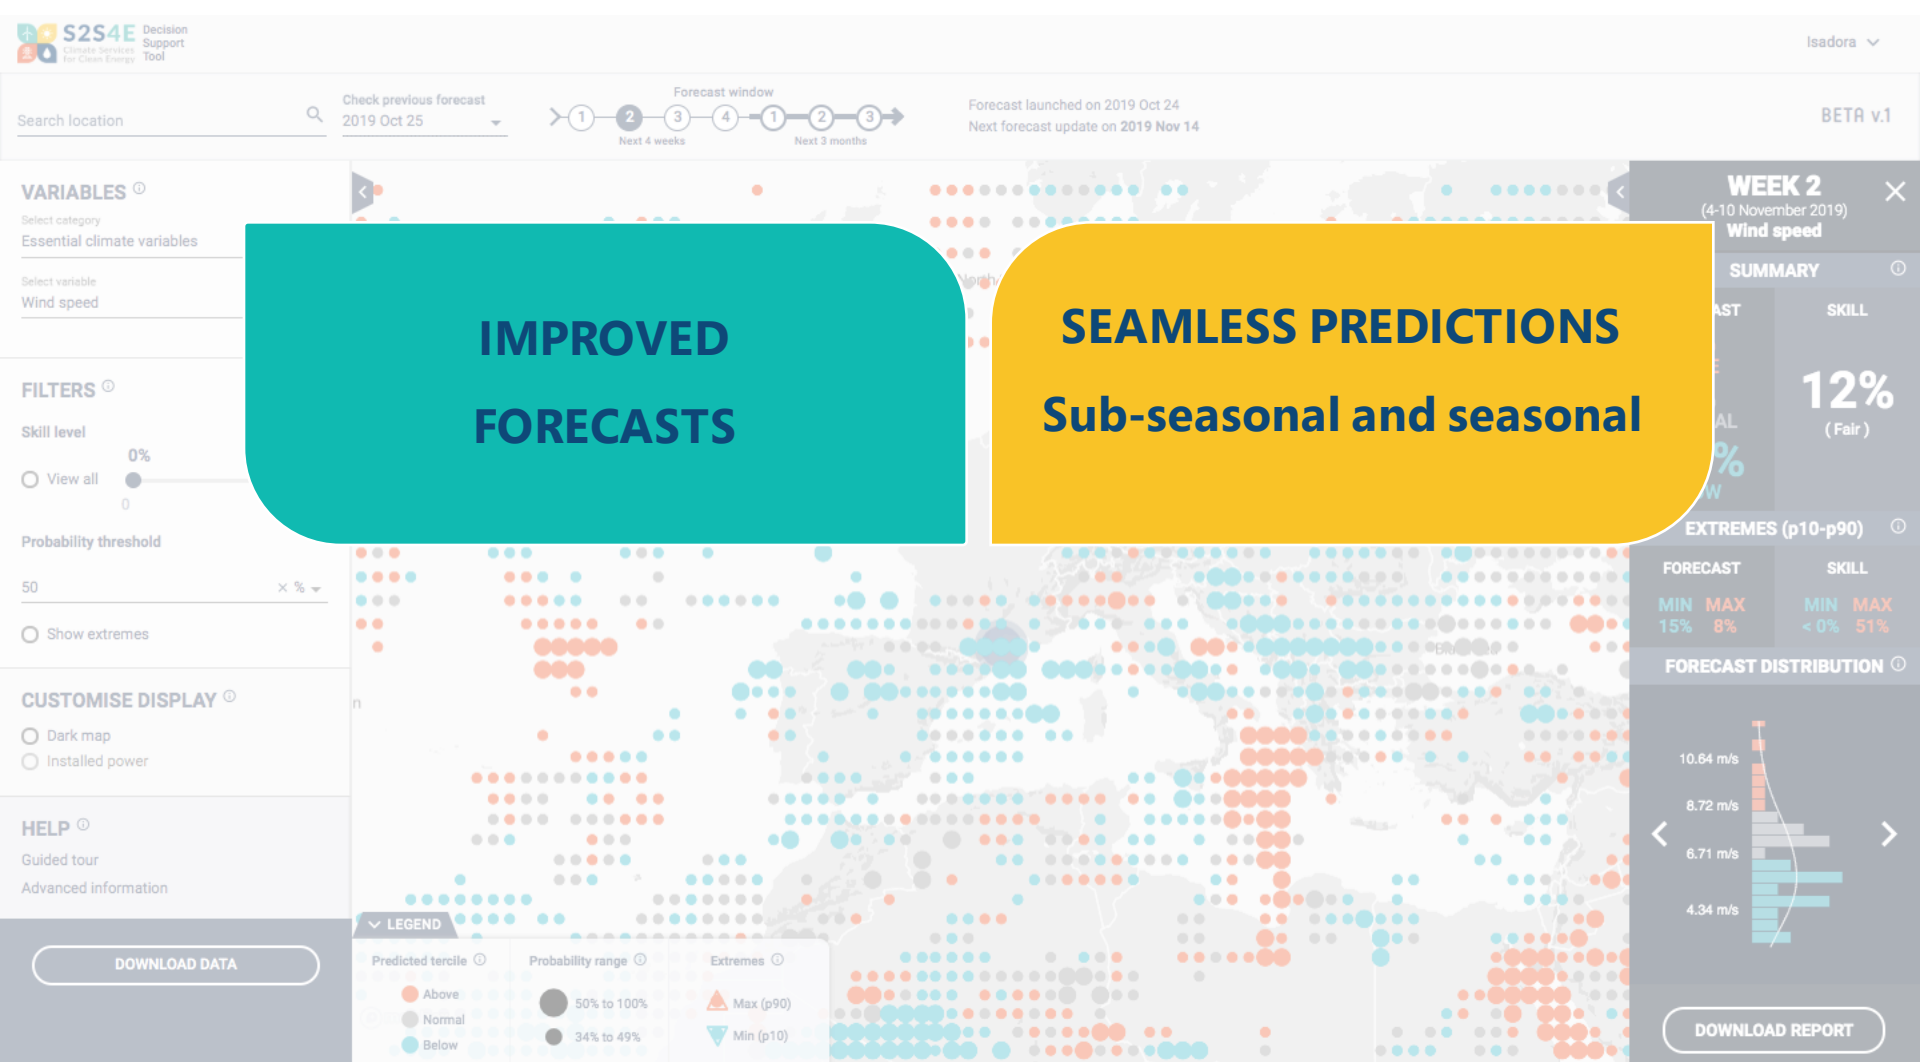 S2S4E
Climate Services
for Clean Energy
Decision
Support
Tool
Isadora
Search location
Check previous forecast
2019 Oct 25
Forecast window
1 2 3 4 1 2 3
Next 4 weeks
Next 3 months
Forecast launched on 2019 Oct 24
Next forecast update on 2019 Nov 14
BETA v.1
VARIABLES
Select category
Essential climate variables
Select variable
Wind speed
FILTERS
Skill level
0%
View all
0
Probability threshold
50
× %
Show extremes
CUSTOMISE DISPLAY
Dark map
Installed power
HELP
Guided tour
Advanced information
DOWNLOAD DATA
IMPROVED
FORECASTS
SEAMLESS PREDICTIONS
Sub-seasonal and seasonal
LEGEND
Predicted tercile
Above
Normal
Below
Probability range
50% to 100%
34% to 49%
Extremes
Max (p90)
Min (p10)
WEEK 2
(4-10 November 2019)
Wind speed
SUMMARY
SKILL
12%
( Fair )
EXTREMES (p10-p90)
FORECAST
SKILL
MIN MAX
15% 8%
MIN MAX
< 0% 51%
FORECAST DISTRIBUTION
10.64 m/s
8.72 m/s
6.71 m/s
4.34 m/s
DOWNLOAD REPORT